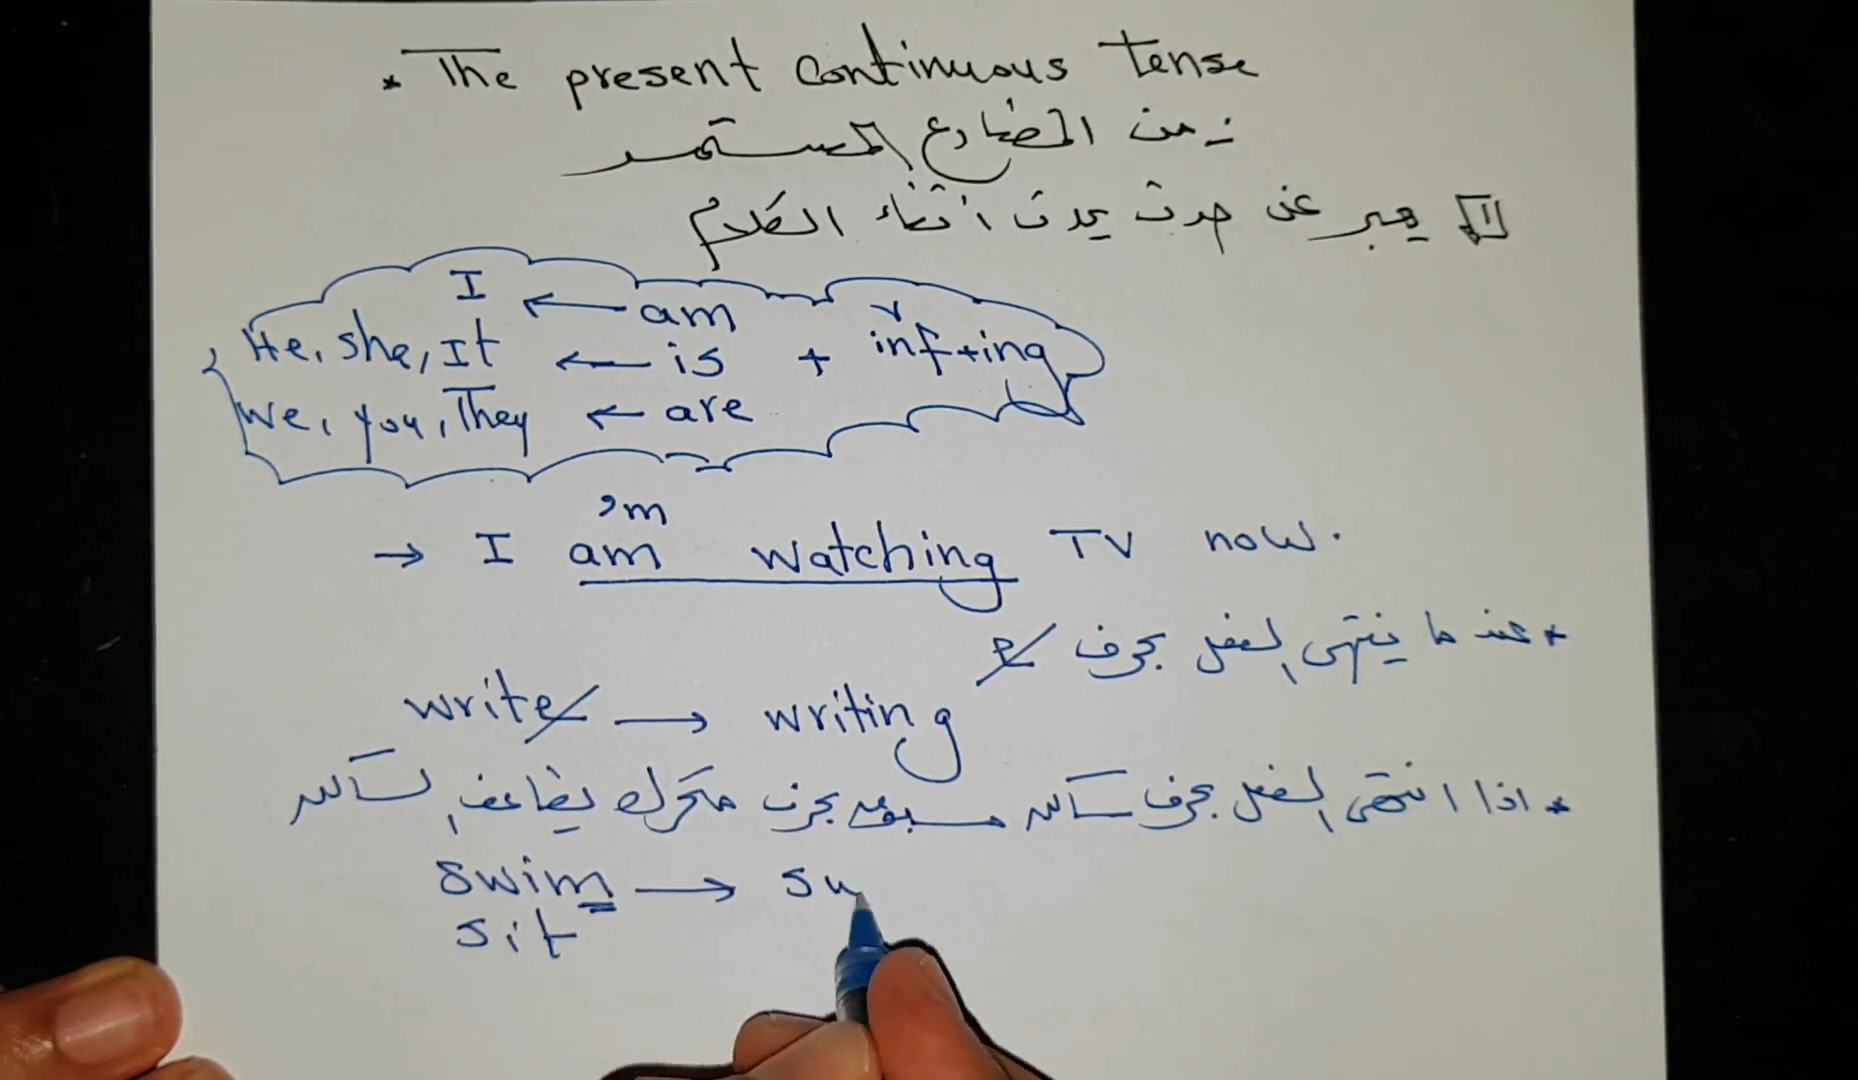 * The present continuous Tense
زمن المضارع المستمر
1 يعبر عن حدث يحدث أثناء الكلام
I ← am
He, she, It ← is + inf+ing
We, you, They ← are
'm
→ I am watching TV now.
* عندما ينتهى الفعل بحرف e
write → writing
* اذا انتهى الفعل بحرف ساكن مسبوق بحرف متحرك يضاعف الساكن
swim → sw
sit